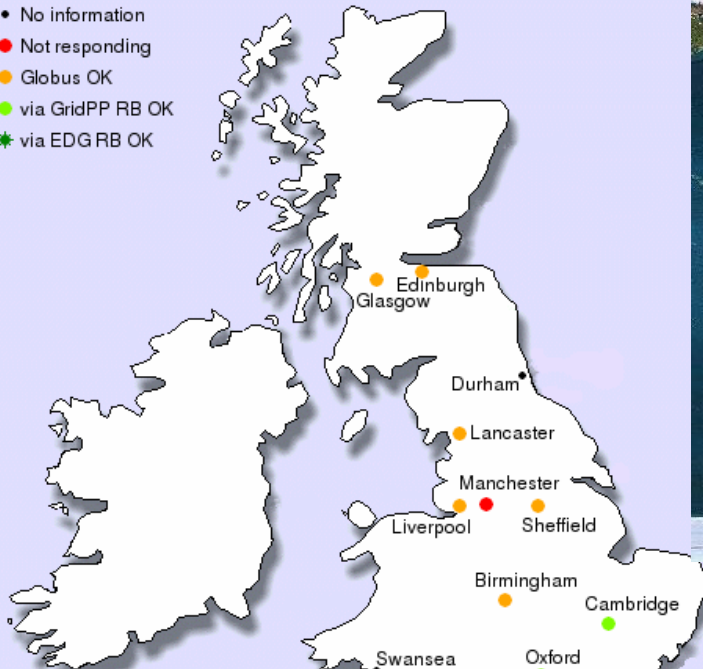 No information
Not responding
Globus OK
via GridPP RB OK
via EDG RB OK
Edinburgh
Glasgow
Durham
Lancaster
Manchester
Liverpool
Sheffield
Birmingham
Cambridge
Swansea
Oxford